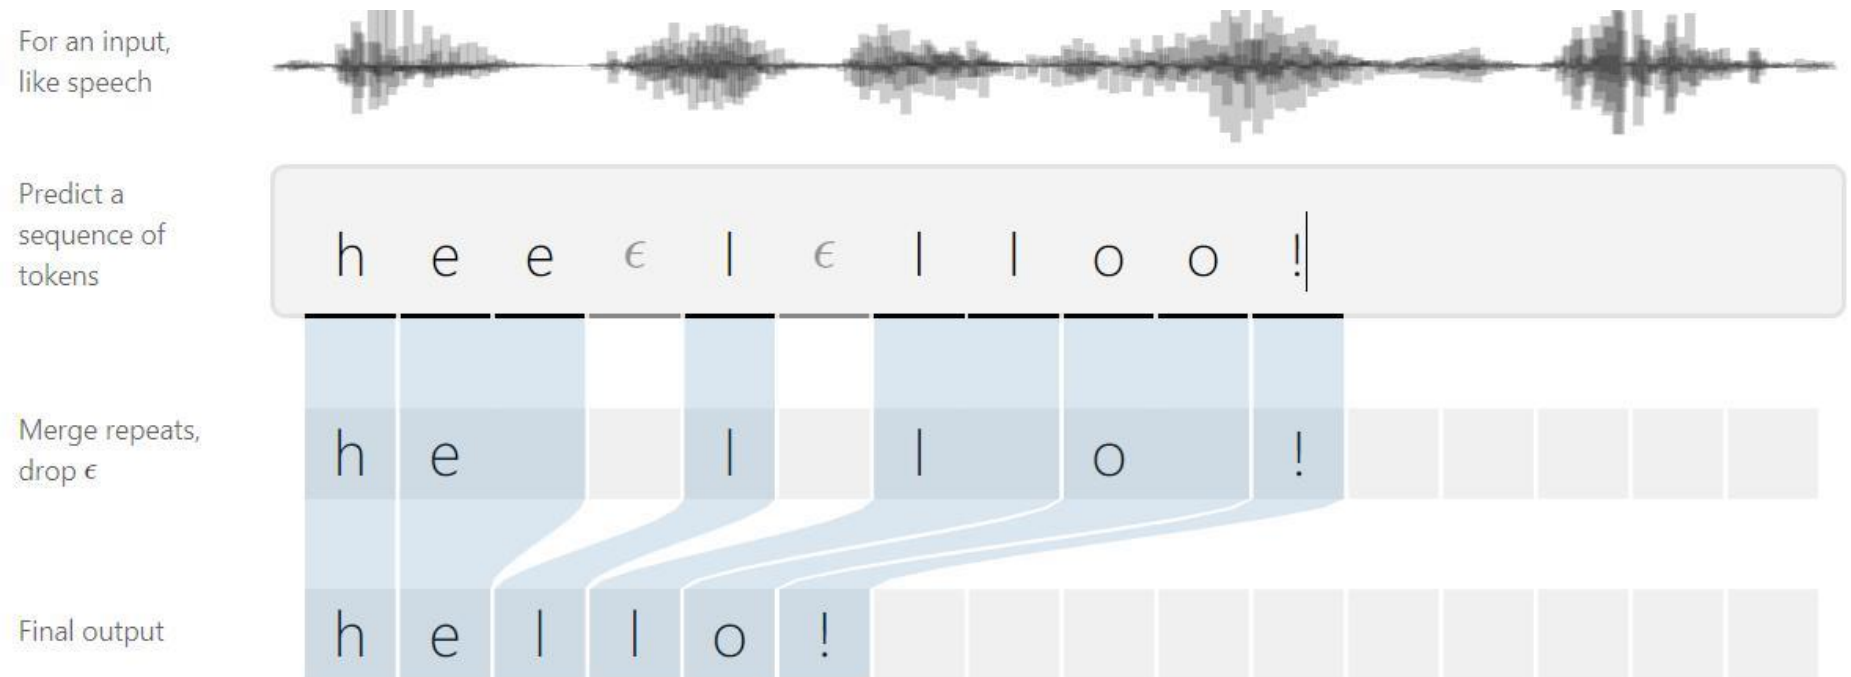 For an input,
like speech
Predict a
sequence of
tokens
h e e ϵ l ϵ l l o o !
Merge repeats,
drop ϵ
h e l l o !
Final output
h e l l o !